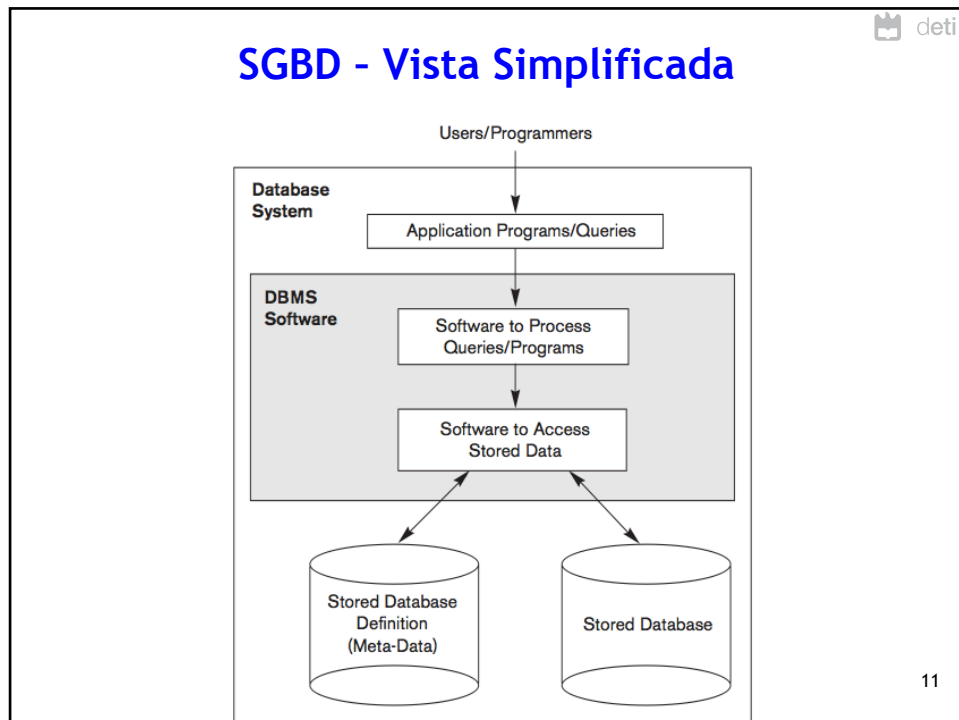 deti
SGBD – Vista Simplificada
Users/Programmers
Database
System
Application Programs/Queries
DBMS
Software
Software to Process
Queries/Programs
Software to Access
Stored Data
Stored Database
Definition
(Meta-Data)
Stored Database
11